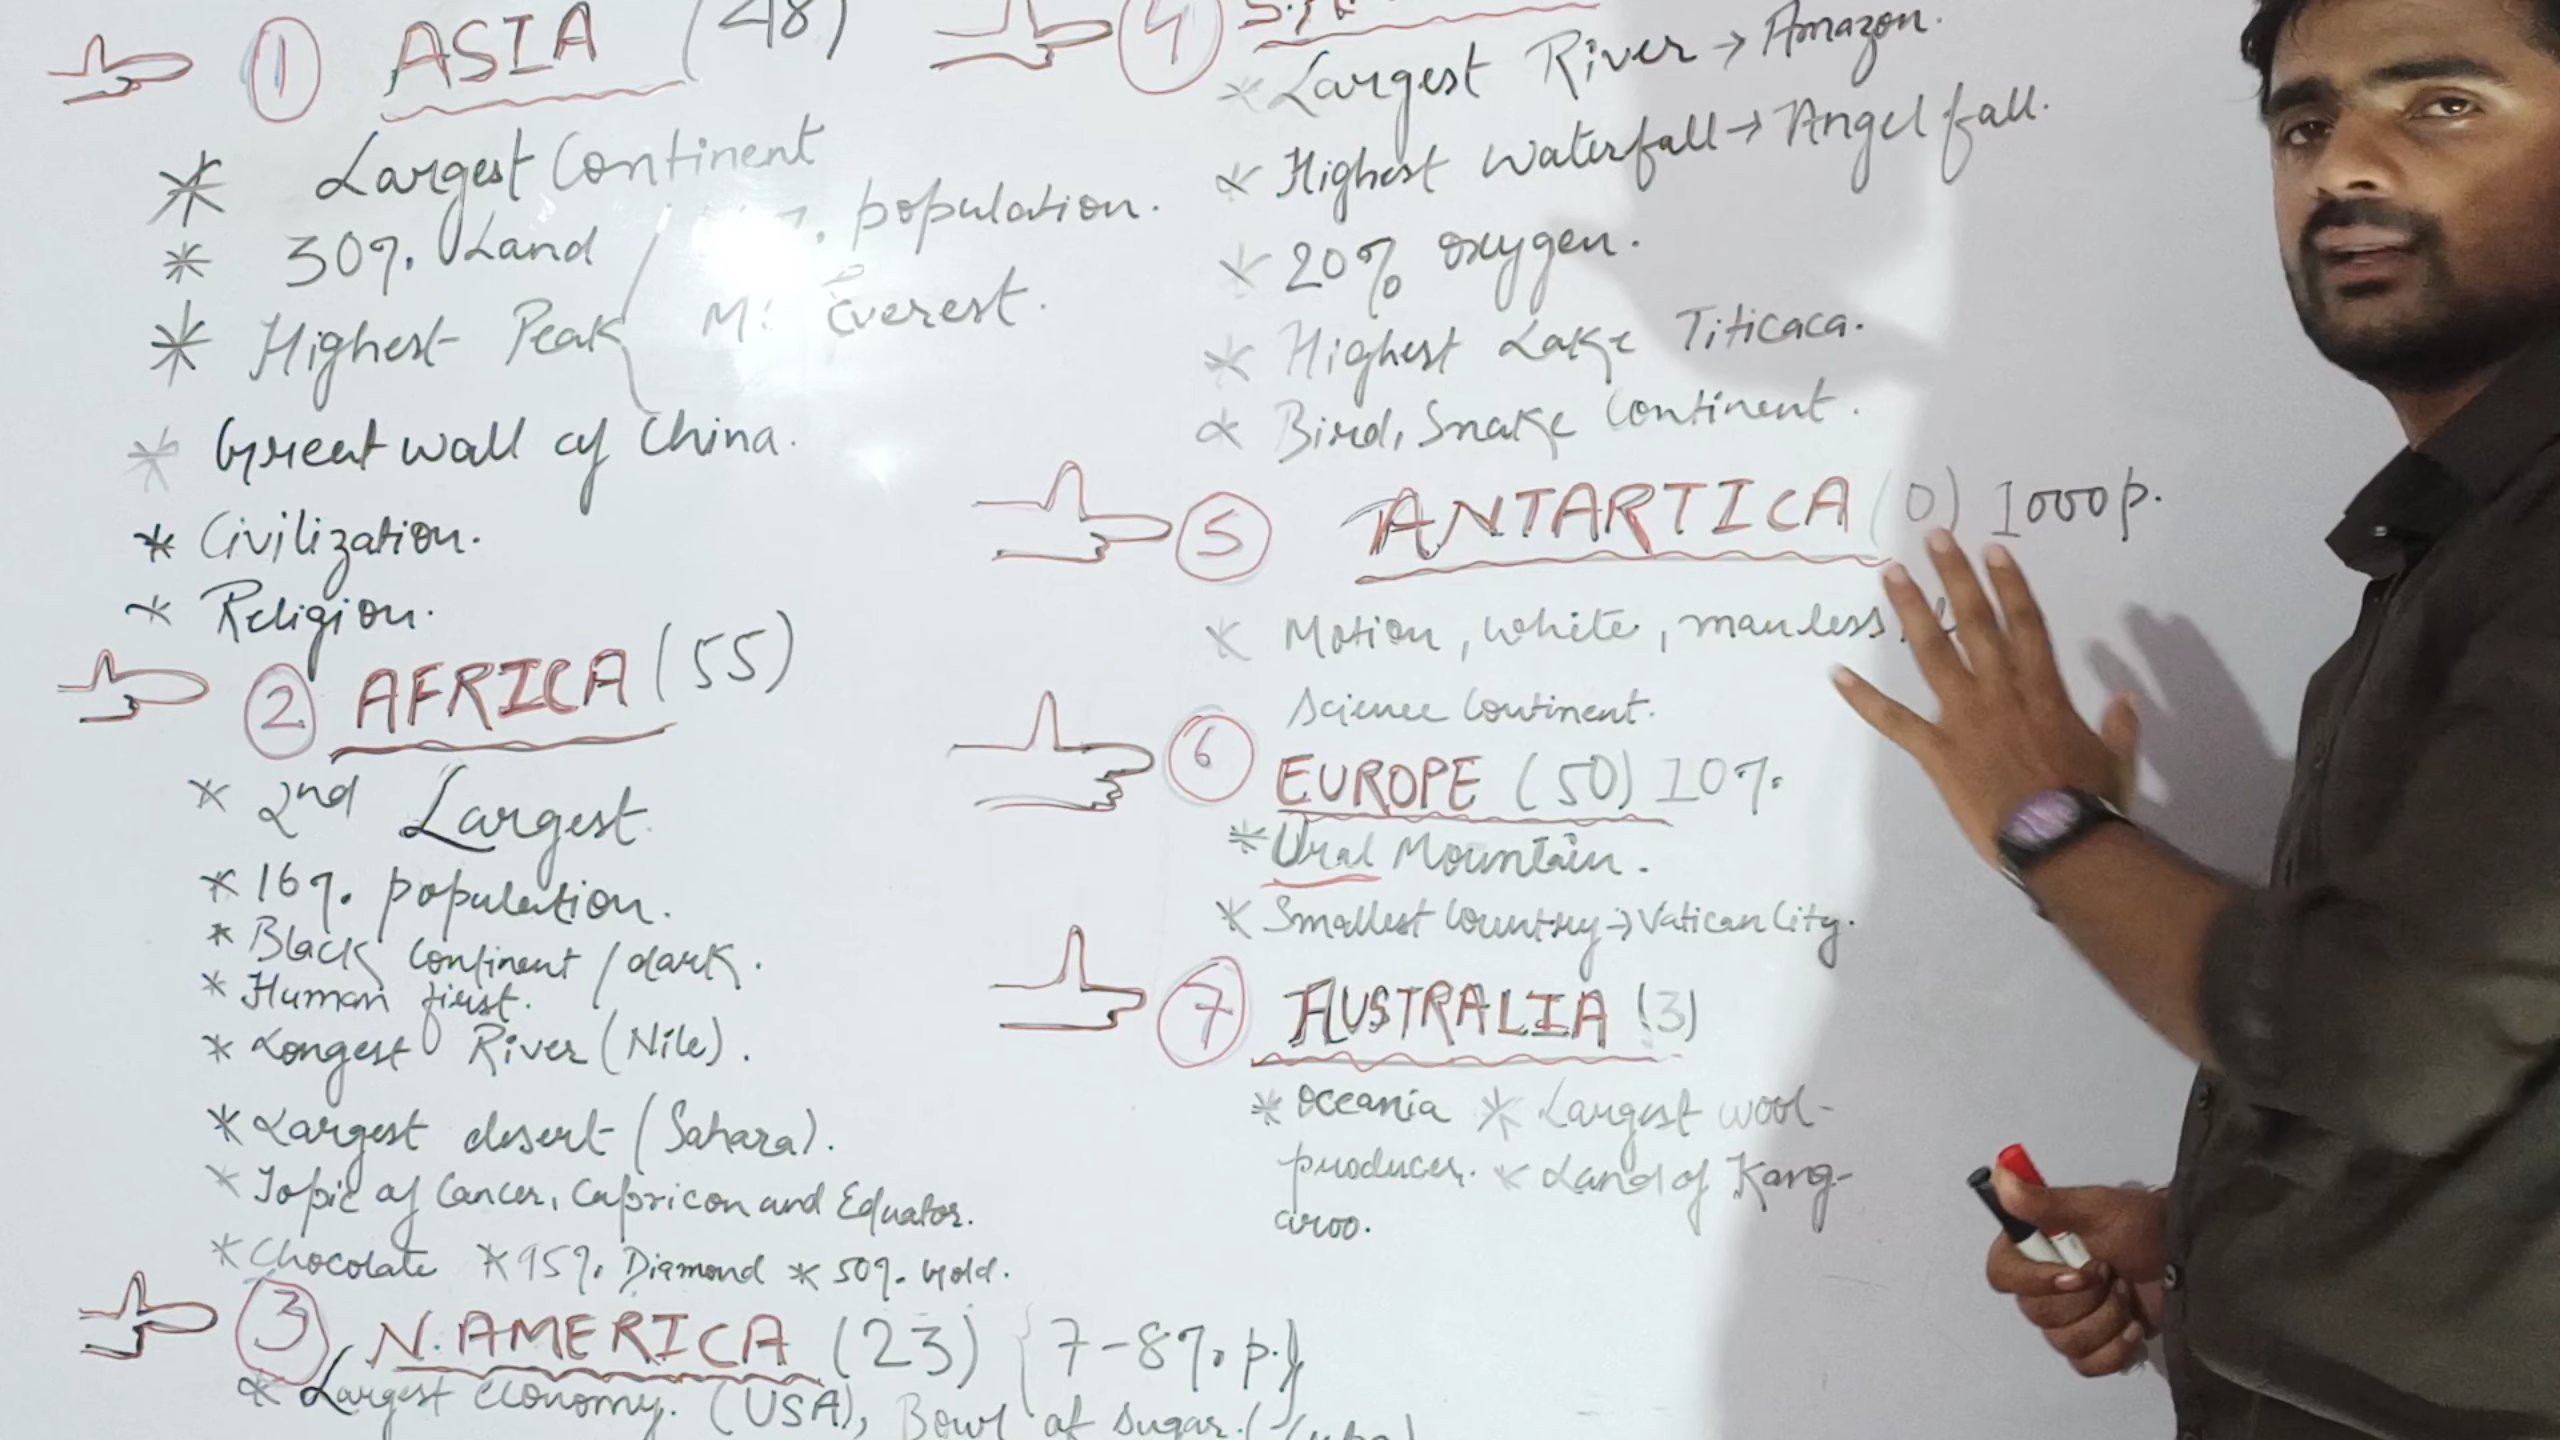 1 ASIA (48)
* Largest Continent
* 30%. Land / %. population.
* Highest Peak Mt Everest.
* Great wall of China.
* Civilization.
* Religion.
2 AFRICA (55)
* 2nd Largest
* 16%. population.
* Black Continent / dark.
* Human first.
* Longest River (Nile).
* Largest desert (Sahara).
* Topic of Cancer, Capricon and Equator.
* Chocolate * 95%. Diamond * 50%. Gold.
3 N. AMERICA (23) {7-8%. p.}
* Largest economy. (USA), Bowl of sugar. (Cuba)
4
* Largest River → Amazon.
* Highest Waterfall → Angel fall.
* 20% oxygen.
* Highest Lake Titicaca.
* Bird, Snake Continent.
5 ANTARTICA (0) 1000 p.
* Motion, white, manless,
Science Continent.
6 EUROPE (50) 10%.
* Ural Mountain.
* Smallest Country → Vatican City.
7 AUSTRALIA (3)
* Oceania * Largest wool-
producer. * Land of Kang-
aroo.